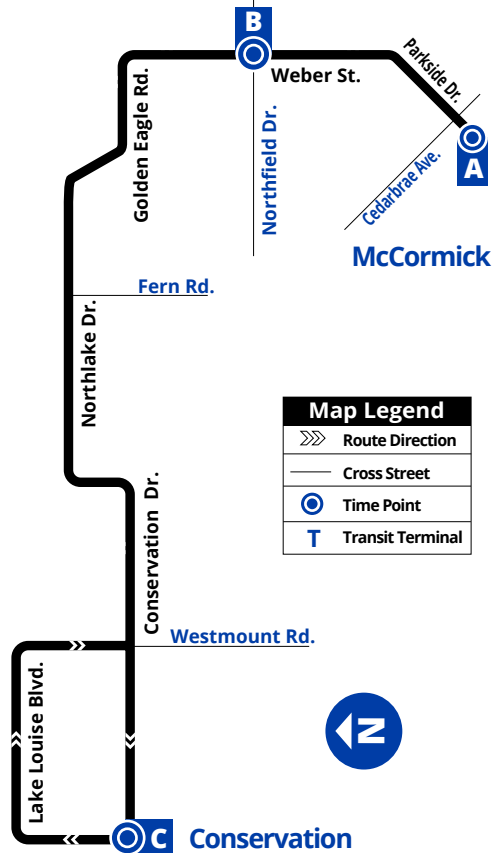 B
Weber St.
Parkside Dr.
A
Cedarbrae Ave.
McCormick
Golden Eagle Rd.
Northfield Dr.
Fern Rd.
Northlake Dr.
Map Legend
Route Direction
Cross Street
Time Point
T Transit Terminal
Conservation Dr.
Westmount Rd.
Lake Louise Blvd.
N
C Conservation